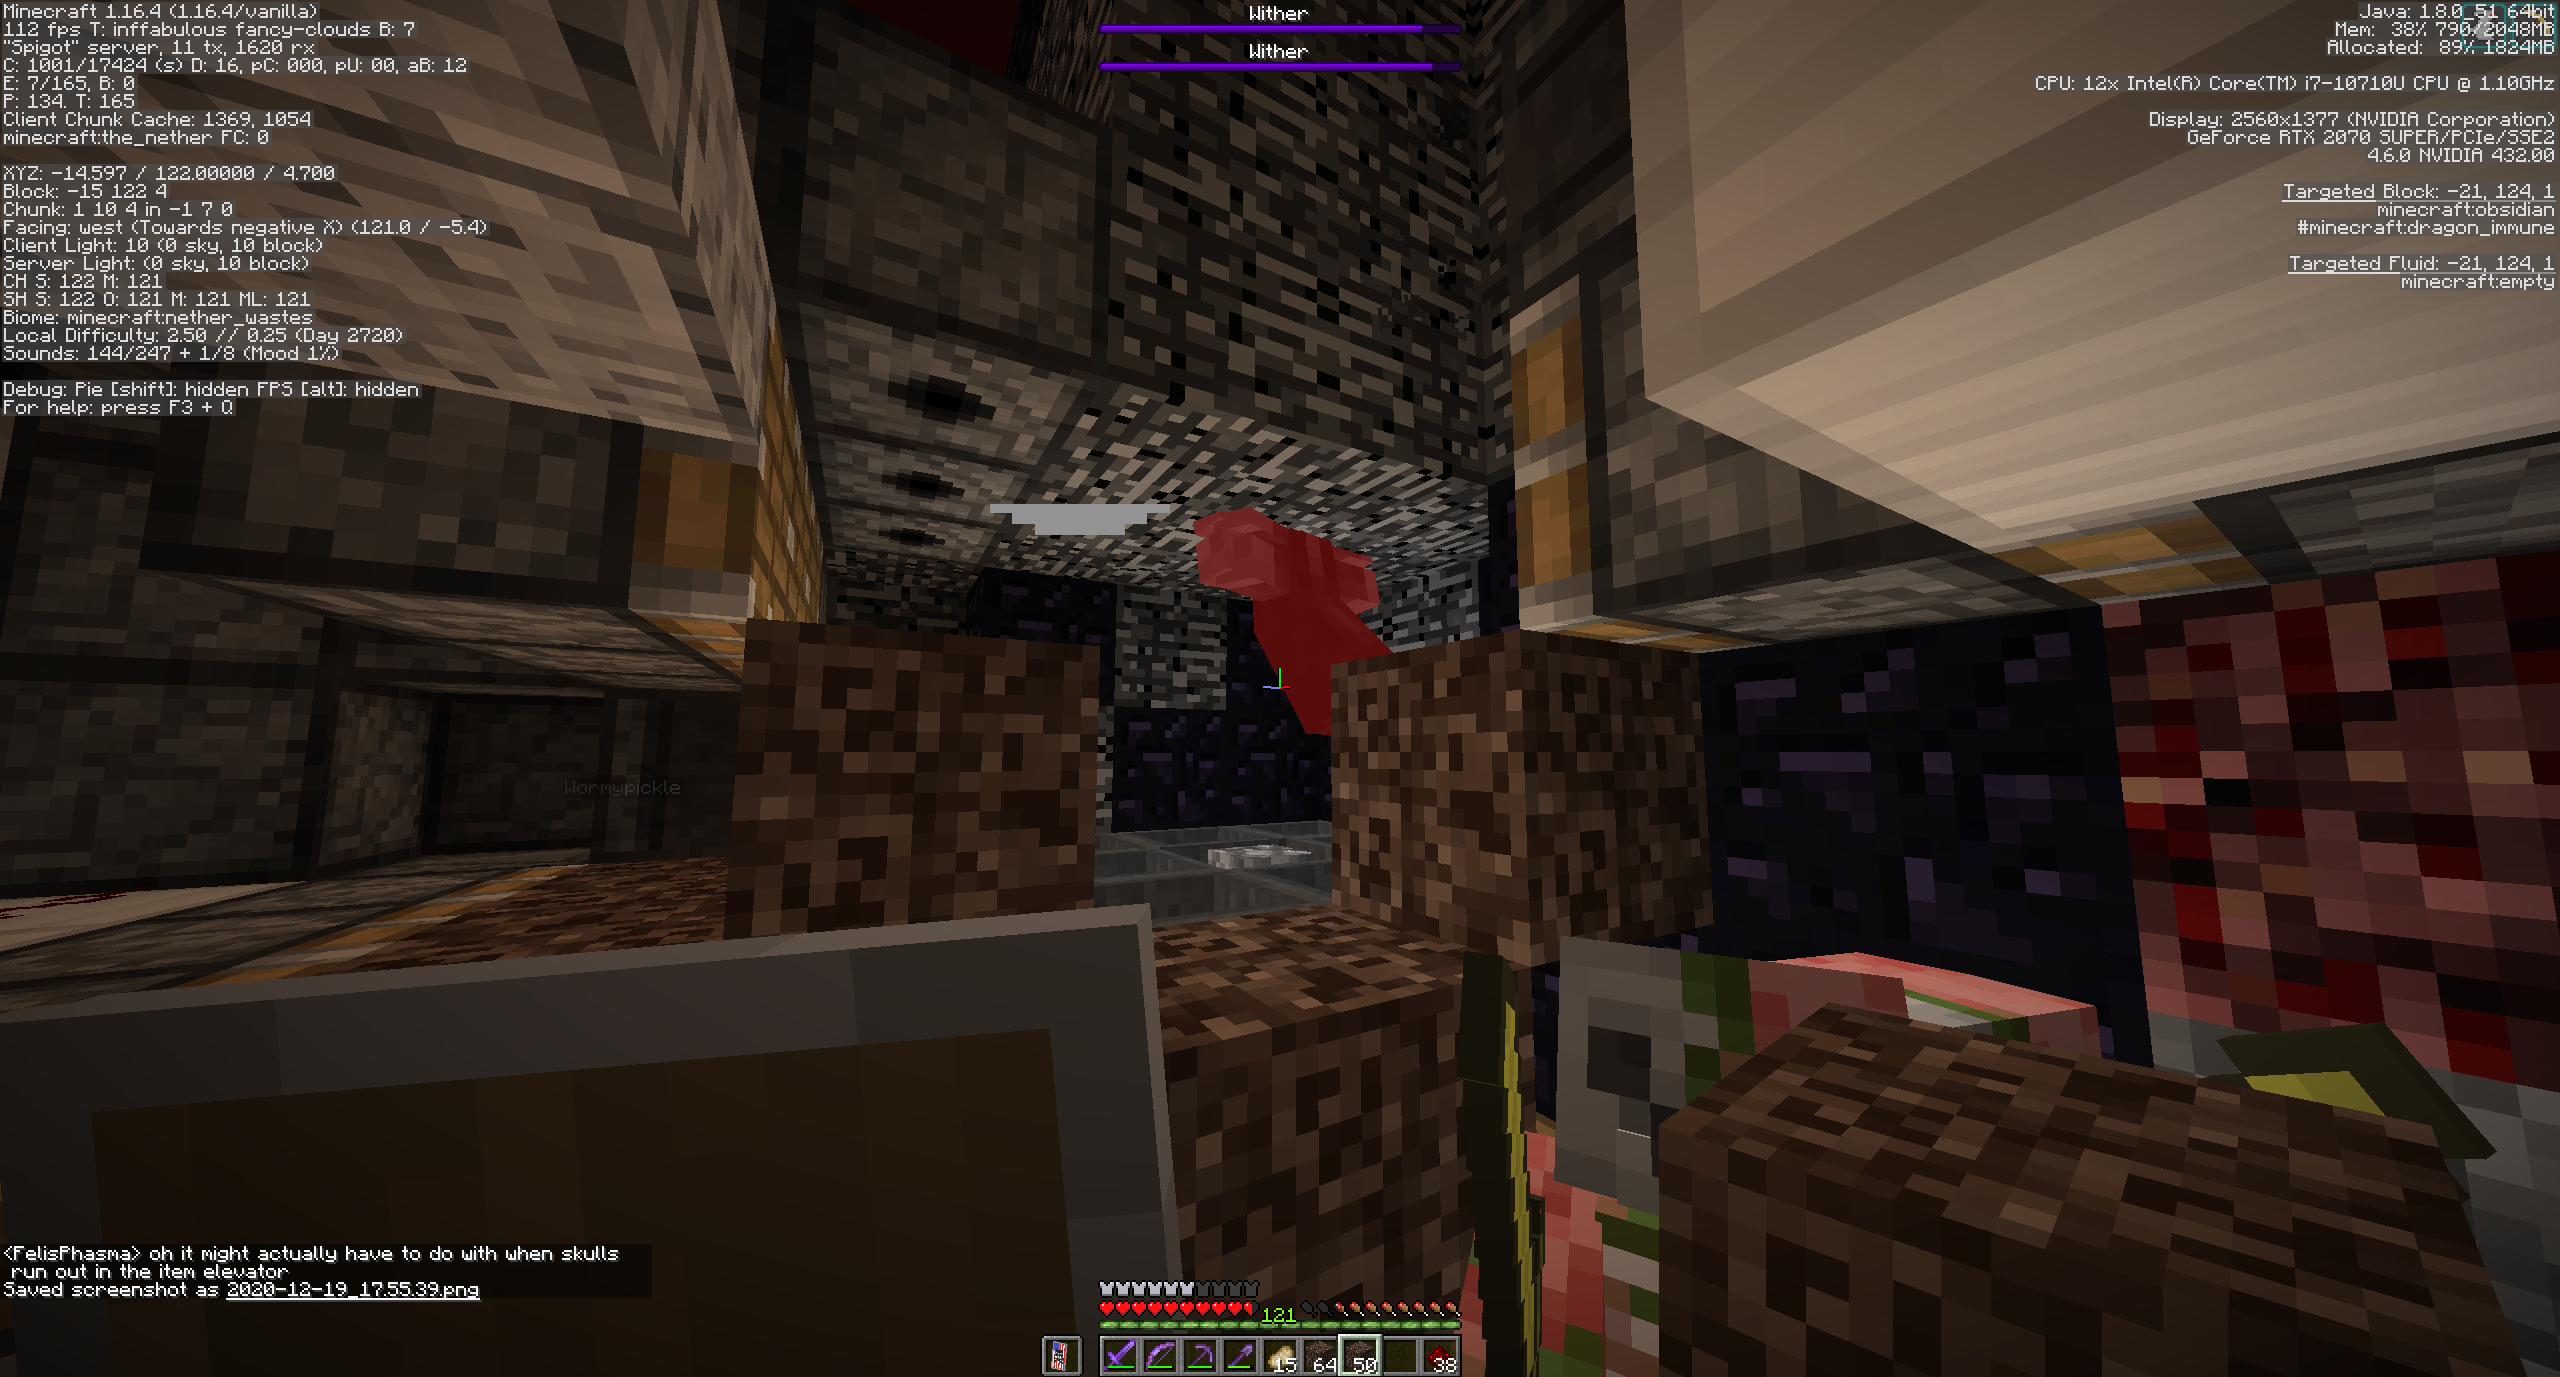 Minecraft 1.16.4 (1.16.4/vanilla)
112 fps T: inffabulous fancy-clouds B: 7
"Spigot" server, 11 tx, 1620 rx
C: 1001/17424 (s) D: 16, pC: 000, pU: 00, aB: 12
E: 7/165, B: 0
P: 134. T: 165
Client Chunk Cache: 1369, 1054
minecraft:the_nether FC: 0
XYZ: -14.597 / 122.00000 / 4.700
Block: -15 122 4
Chunk: 1 10 4 in -1 7 0
Facing: west (Towards negative X) (121.0 / -5.4)
Client Light: 10 (0 sky, 10 block)
Server Light: (0 sky, 10 block)
CH S: 122 M: 121
SH S: 122 O: 121 M: 121 ML: 121
Biome: minecraft:nether_wastes
Local Difficulty: 2.50 // 0.25 (Day 2720)
Sounds: 144/247 + 1/8 (Mood 1%)
Debug: Pie [shift]: hidden FPS [alt]: hidden
For help: press F3 + Q
Wither
Wither
Java: 1.8.0_51 64bit
Mem: 38% 790/2048MB
Allocated: 89% 1824MB
CPU: 12x Intel(R) Core(TM) i7-10710U CPU @ 1.10GHz
Display: 2560x1377 (NVIDIA Corporation)
GeForce RTX 2070 SUPER/PCIe/SSE2
4.6.0 NVIDIA 432.00
Targeted Block: -21, 124, 1
minecraft:obsidian
#minecraft:dragon_immune
Targeted Fluid: -21, 124, 1
minecraft:empty
Wormypickle
<FelisPhasma> oh it might actually have to do with when skulls
run out in the item elevator
Saved screenshot as 2020-12-19_17.55.39.png
121
15 64 50 38